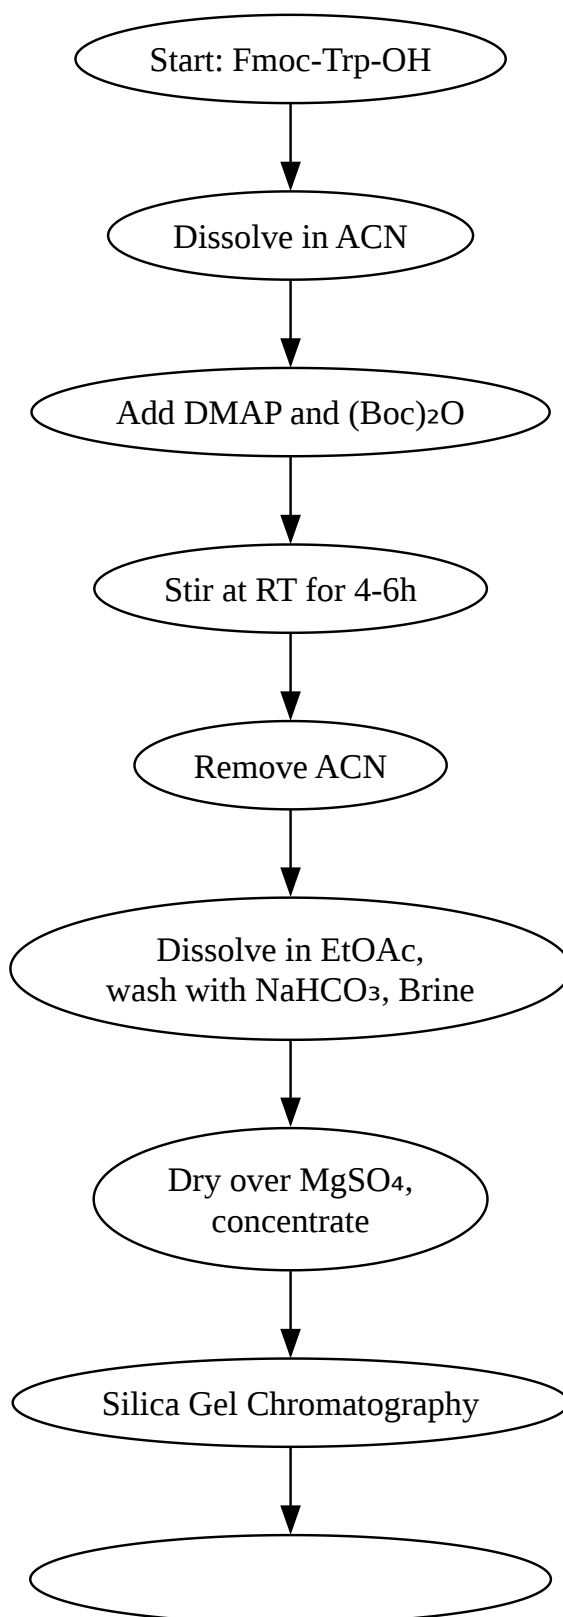 Start: Fmoc-Trp-OH
Dissolve in ACN
Add DMAP and (Boc)₂O
Stir at RT for 4-6h
Remove ACN
Dissolve in EtOAc,
wash with NaHCO₃, Brine
Dry over MgSO₄,
concentrate
Silica Gel Chromatography